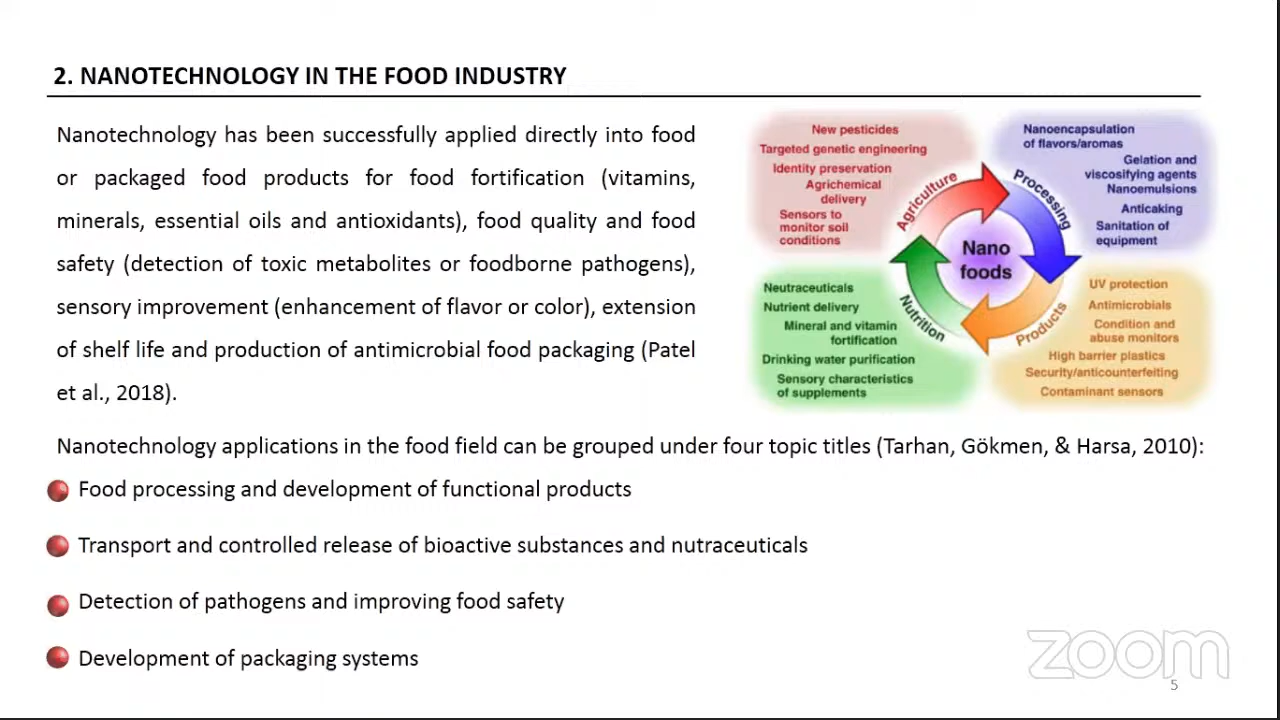 2. NANOTECHNOLOGY IN THE FOOD INDUSTRY
Nanotechnology has been successfully applied directly into food
or packaged food products for food fortification (vitamins,
minerals, essential oils and antioxidants), food quality and food
safety (detection of toxic metabolites or foodborne pathogens),
sensory improvement (enhancement of flavor or color), extension
of shelf life and production of antimicrobial food packaging (Patel
et al., 2018).
New pesticides
Targeted genetic engineering
Identity preservation
Agrichemical
delivery
Sensors to
monitor soil
conditions
Agriculture
Nanoencapsulation
of flavors/aromas
Gelation and
viscosifying agents
Nanoemulsions
Anticaking
Sanitation of
equipment
Processing
Nano
foods
Neutraceuticals
Nutrient delivery
Mineral and vitamin
fortification
Drinking water purification
Sensory characteristics
of supplements
Nutrition
UV protection
Antimicrobials
Condition and
abuse monitors
High barrier plastics
Security/anticounterfeiting
Contaminant sensors
Products
Nanotechnology applications in the food field can be grouped under four topic titles (Tarhan, Gökmen, & Harsa, 2010):
Food processing and development of functional products
Transport and controlled release of bioactive substances and nutraceuticals
Detection of pathogens and improving food safety
Development of packaging systems
zoom
5